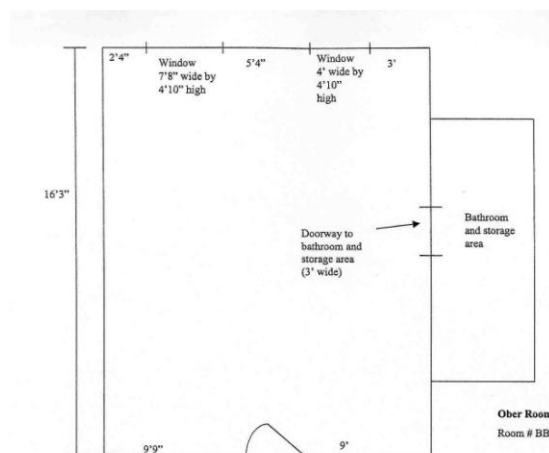 2'4"
Window
7'8" wide by
4'10" high
5'4"
Window
4' wide by
4'10"
high
3'
16'3"
Doorway to
bathroom and
storage area
(3' wide)
Bathroom
and storage
area
Ober Room
Room # BB
9'9"
9'